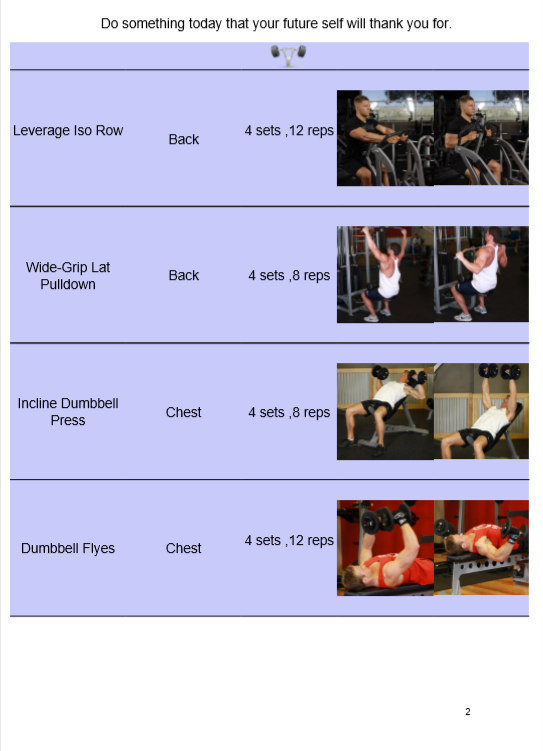 Do something today that your future self will thank you for.
Leverage Iso Row
Back
4 sets ,12 reps
Wide-Grip Lat
Pulldown
Back
4 sets ,8 reps
Incline Dumbbell
Press
Chest
4 sets ,8 reps
Dumbbell Flyes
Chest
4 sets ,12 reps
2